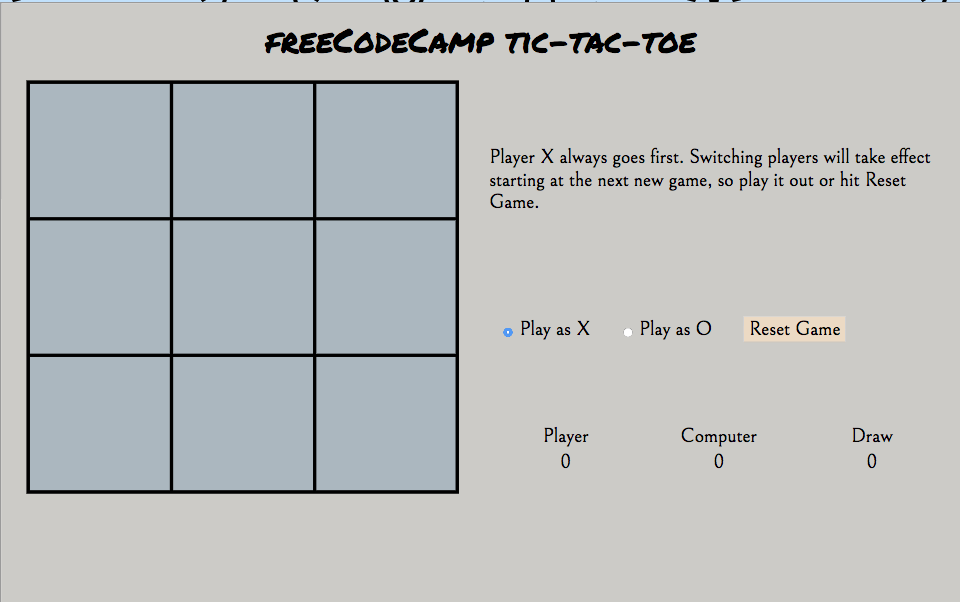 FREECODECAMP TIC-TAC-TOE
Player X always goes first. Switching players will take effect
starting at the next new game, so play it out or hit Reset
Game.
Play as X Play as O Reset Game
Player Computer Draw
0 0 0